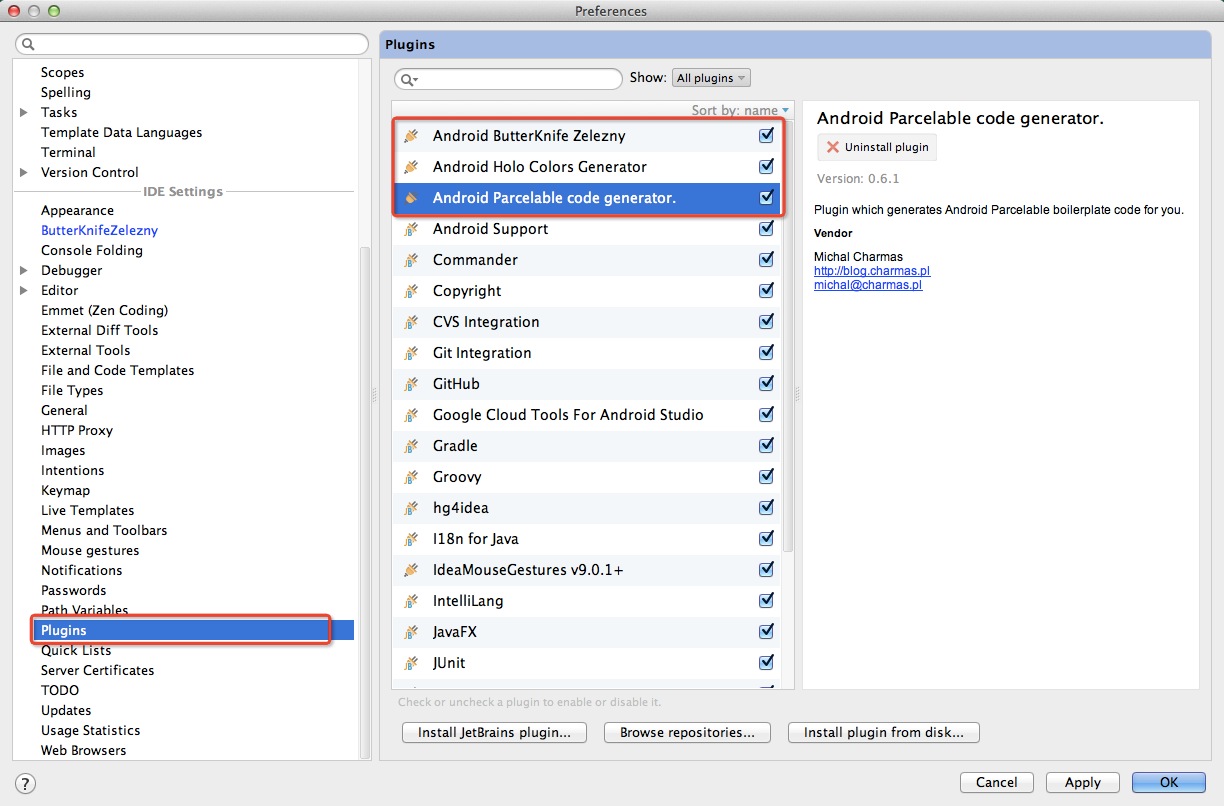 Preferences
Scopes
Spelling
Tasks
Template Data Languages
Terminal
Version Control
IDE Settings
Appearance
ButterKnifeZelezny
Console Folding
Debugger
Editor
Emmet (Zen Coding)
External Diff Tools
External Tools
File and Code Templates
File Types
General
HTTP Proxy
Images
Intentions
Keymap
Live Templates
Menus and Toolbars
Mouse gestures
Notifications
Passwords
Path Variables
Plugins
Quick Lists
Server Certificates
TODO
Updates
Usage Statistics
Web Browsers
Plugins
Show: All plugins
Sort by: name
Android ButterKnife Zelezny
Android Holo Colors Generator
Android Parcelable code generator.
Android Support
Commander
Copyright
CVS Integration
Git Integration
GitHub
Google Cloud Tools For Android Studio
Gradle
Groovy
hg4idea
I18n for Java
IdeaMouseGestures v9.0.1+
IntelliLang
JavaFX
JUnit
Check or uncheck a plugin to enable or disable it.
Install JetBrains plugin... Browse repositories... Install plugin from disk...
Android Parcelable code generator.
Uninstall plugin
Version: 0.6.1
Plugin which generates Android Parcelable boilerplate code for you.
Vendor
Michal Charmas
http://blog.charmas.pl
michal@charmas.pl
? Cancel Apply OK